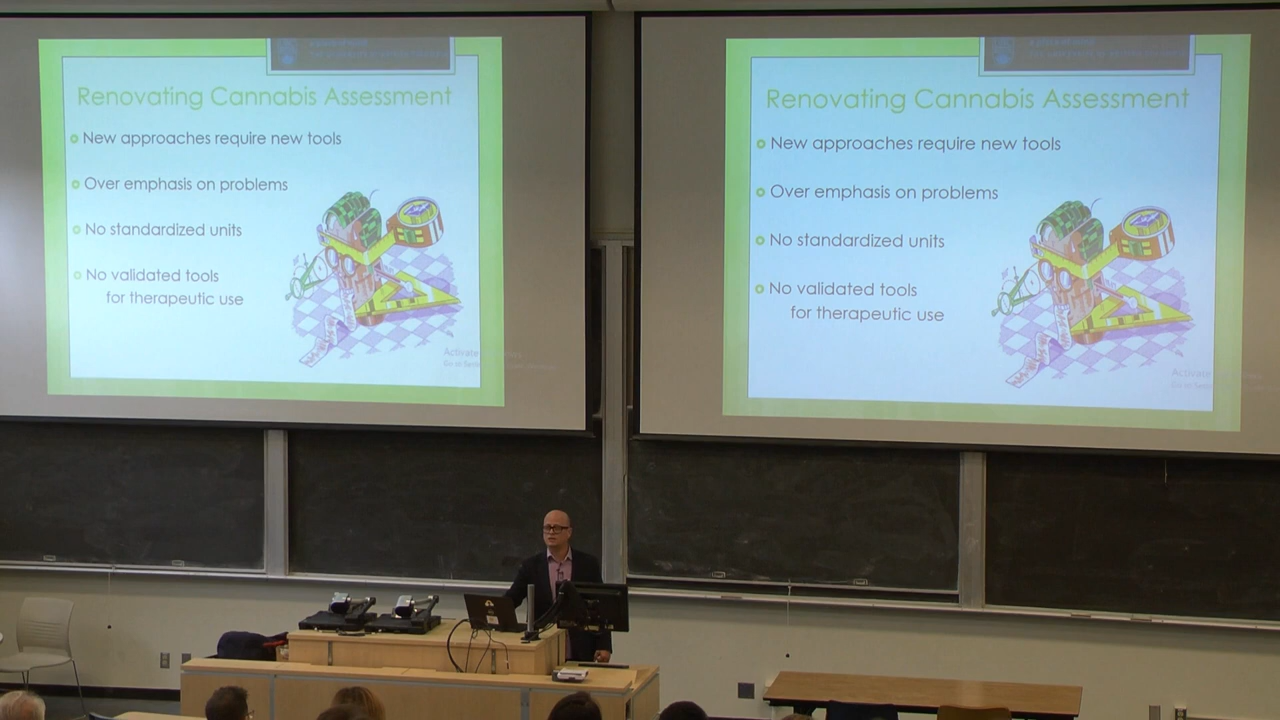 Renovating Cannabis Assessment
New approaches require new tools
Over emphasis on problems
No standardized units
No validated tools
for therapeutic use
Activate
Renovating Cannabis Assessment
New approaches require new tools
Over emphasis on problems
No standardized units
No validated tools
for therapeutic use
Activate